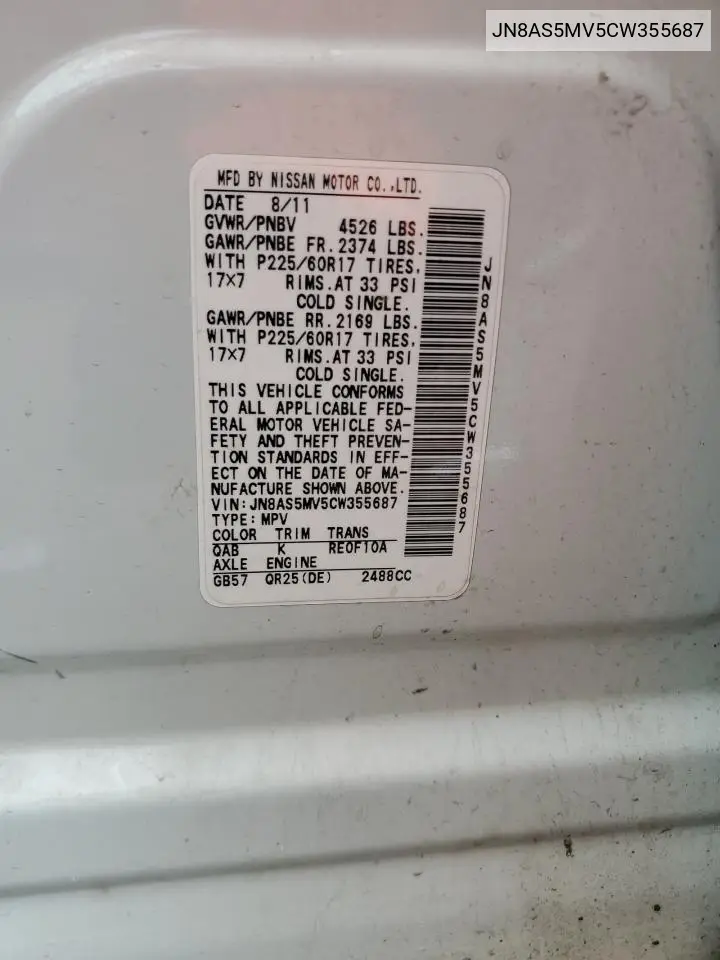 JN8AS5MV5CW355687
MFD BY NISSAN MOTOR CO.,LTD.
DATE 8/11
GVWR/PNBV 4526 LBS.
GAWR/PNBE FR. 2374 LBS.
WITH P225/60R17 TIRES,
17×7 RIMS.AT 33 PSI
COLD SINGLE.
GAWR/PNBE RR. 2169 LBS.
WITH P225/60R17 TIRES,
17×7 RIMS.AT 33 PSI
COLD SINGLE.
THIS VEHICLE CONFORMS
TO ALL APPLICABLE FED-
ERAL MOTOR VEHICLE SA-
FETY AND THEFT PREVEN-
TION STANDARDS IN EFF-
ECT ON THE DATE OF MA-
NUFACTURE SHOWN ABOVE.
VIN:JN8AS5MV5CW355687
TYPE:MPV
COLOR TRIM TRANS
QAB K RE0F10A
AXLE ENGINE
GB57 QR25(DE) 2488CC
JN8AS5MV5CW355687